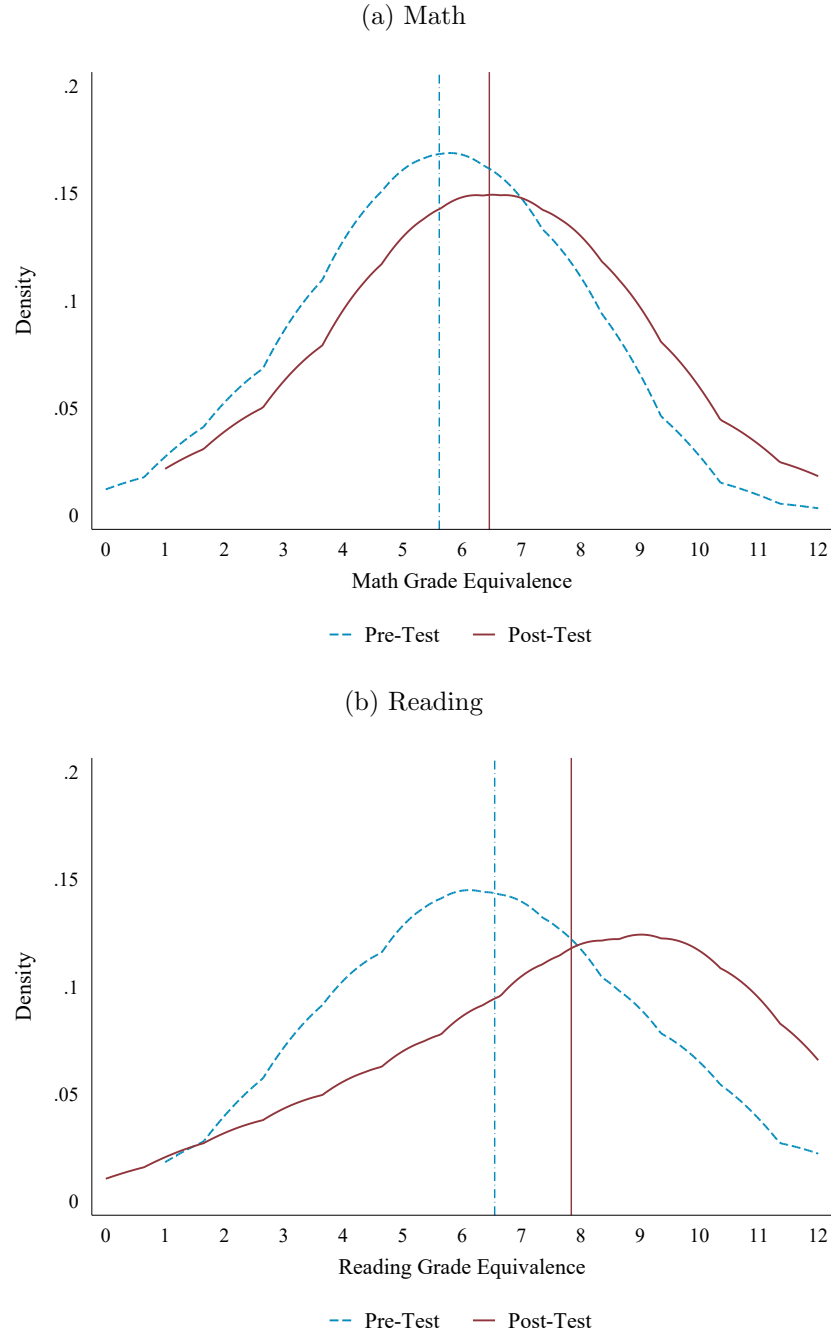 (a) Math
.2
.15
.1
.05
0
Density
0 1 2 3 4 5 6 7 8 9 10 11 12
Math Grade Equivalence
Pre-Test Post-Test
(b) Reading
.2
.15
.1
.05
0
Density
0 1 2 3 4 5 6 7 8 9 10 11 12
Reading Grade Equivalence
Pre-Test Post-Test